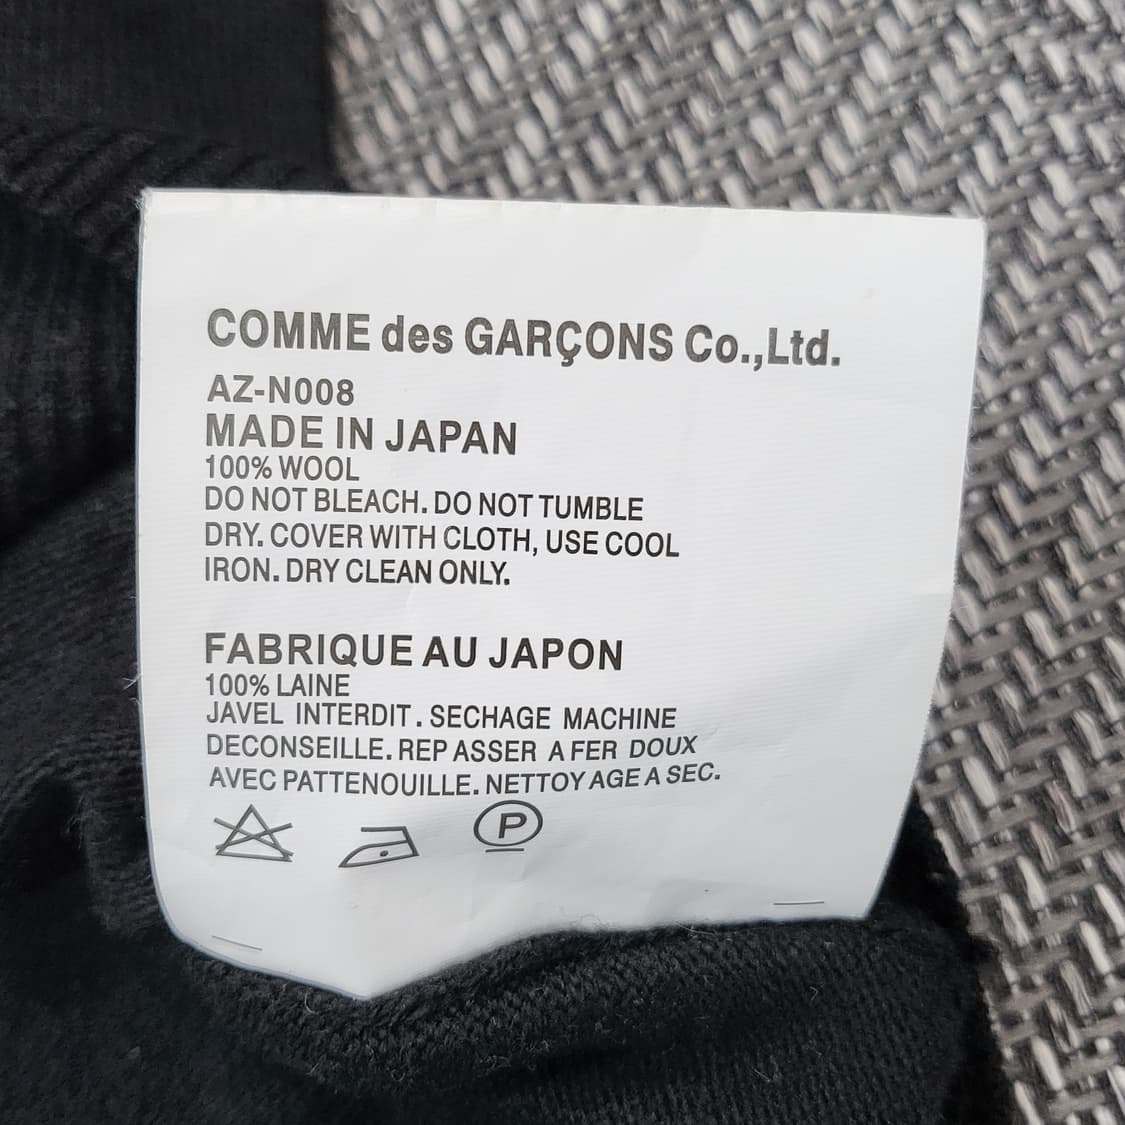 COMME des GARÇONS Co.,Ltd.
AZ-N008
MADE IN JAPAN
100% WOOL
DO NOT BLEACH. DO NOT TUMBLE
DRY. COVER WITH CLOTH, USE COOL
IRON. DRY CLEAN ONLY.
FABRIQUE AU JAPON
100% LAINE
JAVEL INTERDIT. SECHAGE MACHINE
DECONSEILLE. REP ASSER A FER DOUX
AVEC PATTENOUILLE. NETTOY AGE A SEC.
P